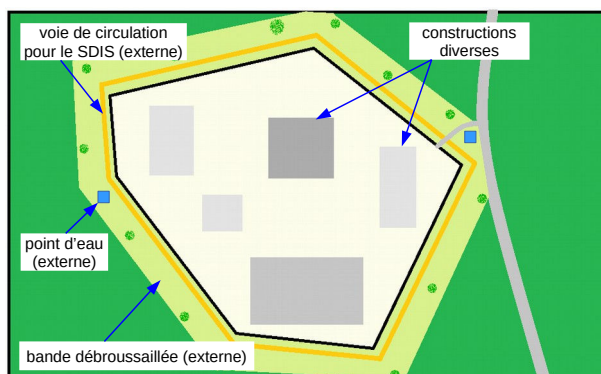 voie de circulation
pour le SDIS (externe)
constructions
diverses
point d’eau
(externe)
bande débroussaillée (externe)